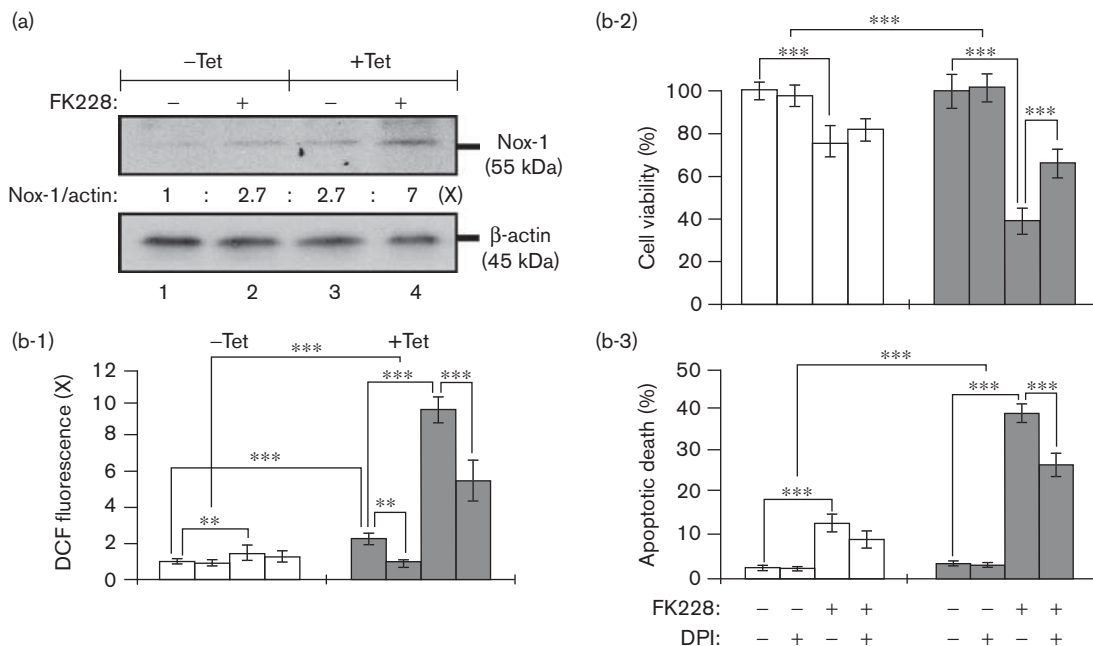 (a)
−Tet +Tet
FK228: − + − +
Nox-1
(55 kDa)
Nox-1/actin: 1 : 2.7 : 2.7 : 7 (X)
β-actin
(45 kDa)
1 2 3 4
(b-1)
−Tet +Tet
***
*** ***
***
** **
DCF fluorescence (X)
12
10
8
6
4
2
0
(b-2)
***
*** *** ***
Cell viability (%)
100
80
60
40
20
0
(b-3)
***
*** *** ***
Apoptotic death (%)
50
40
30
20
10
0
FK228: − − + + − − + +
DPI: − + − + − + − +